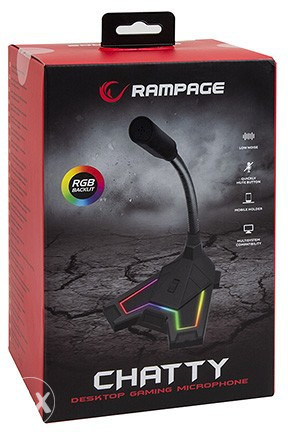 RAMPAGE
LOW NOISE
RGB
BACKLIT
QUICKLY
MUTE BUTTON
MOBILE HOLDER
MULTISYSTEM
COMPATIBILITY
CHATTY
DESKTOP GAMING MICROPHONE
X